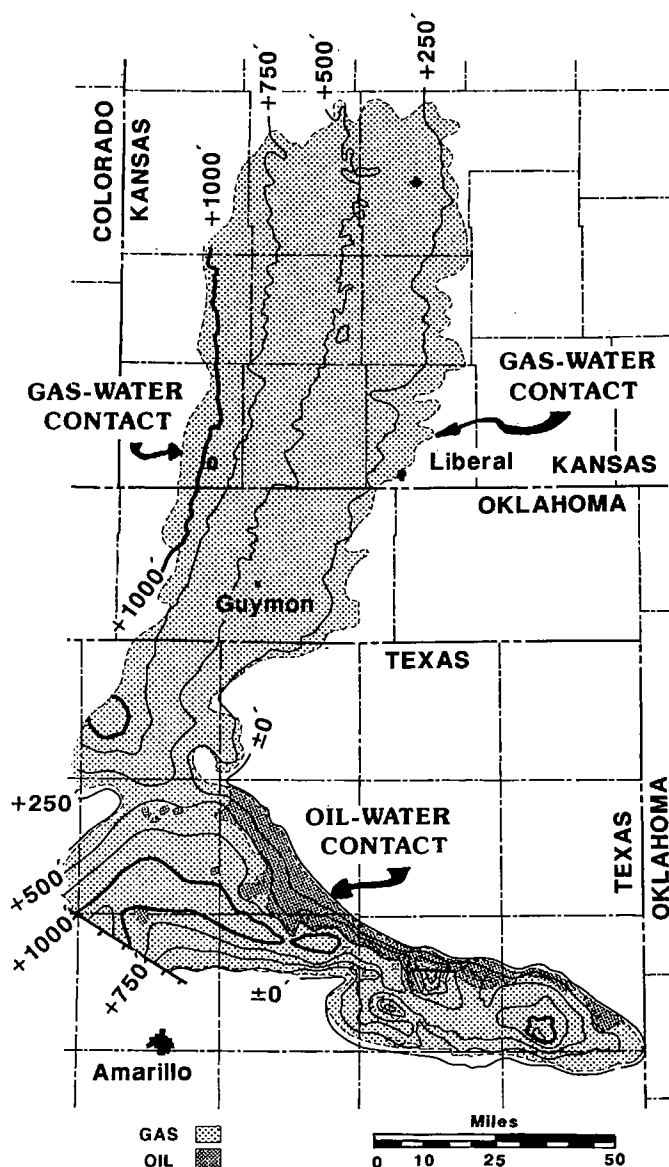 +750´
+500´
+250´
COLORADO
KANSAS
+1000´
GAS-WATER
CONTACT
GAS-WATER
CONTACT
Liberal
KANSAS
OKLAHOMA
+1000´
Guymon
TEXAS
±0´
+250´
OIL-WATER
CONTACT
TEXAS
OKLAHOMA
+500´
+1000´
+750´
±0´
Amarillo
GAS
OIL
Miles
0 10 25 50